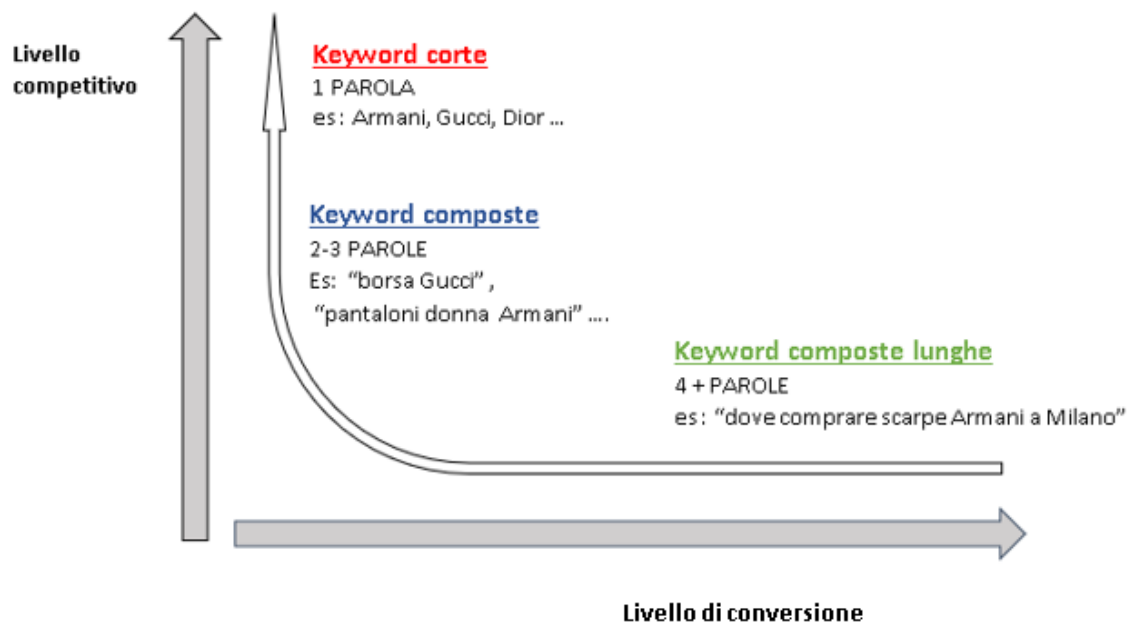 Livello
competitivo
Keyword corte
1 PAROLA
es: Armani, Gucci, Dior ...
Keyword composte
2-3 PAROLE
Es: “borsa Gucci” ,
“pantaloni donna Armani” ....
Keyword composte lunghe
4 + PAROLE
es: “dove comprare scarpe Armani a Milano”
Livello di conversione